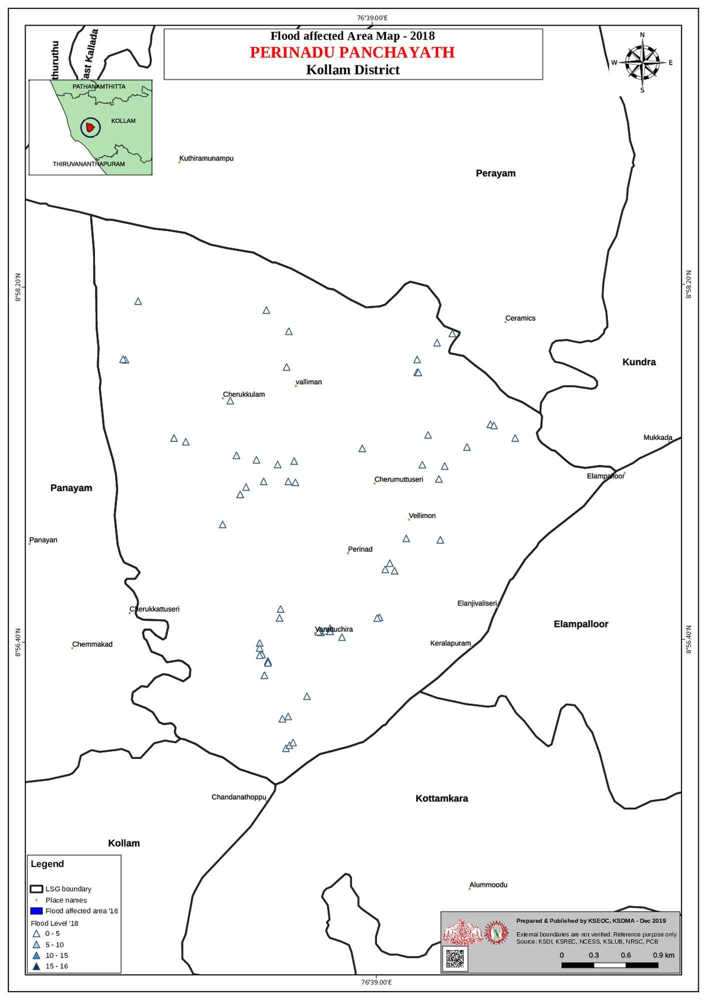 76°39.00'E
Flood affected Area Map - 2018
PERINADU PANCHAYATH
Kollam District
N
W
E
S
thuruthu
ast Kallada
PATHANAMTHITTA
KOLLAM
THIRUVANANTHAPURAM
Kuthiramunampu
Perayam
8°58.20'N
8°58.20'N
Ceramics
Kundra
valliman
Cherukkulam
Mukkada
Elampalloor
Cherumuttuseri
Panayam
Vellimon
Panayan
Perinad
Elanjivaliseri
Cherukkattuseri
Elampalloor
Varattuchira
Keralapuram
Chemmakad
8°56.40'N
8°56.40'N
Chandanathoppu
Kottamkara
Kollam
Alummoodu
Legend
LSG boundary
Place names
Flood affected area '18
Flood Level '18
0 - 5
5 - 10
10 - 15
15 - 16
Prepared & Published by KSEOC, KSDMA - Dec 2019
External boundaries are not verified. Reference purpose only
Source: KSDI, KSREC, NCESS, KSLUB, NRSC, PCB
0 0.3 0.6 0.9 km
76°39.00'E